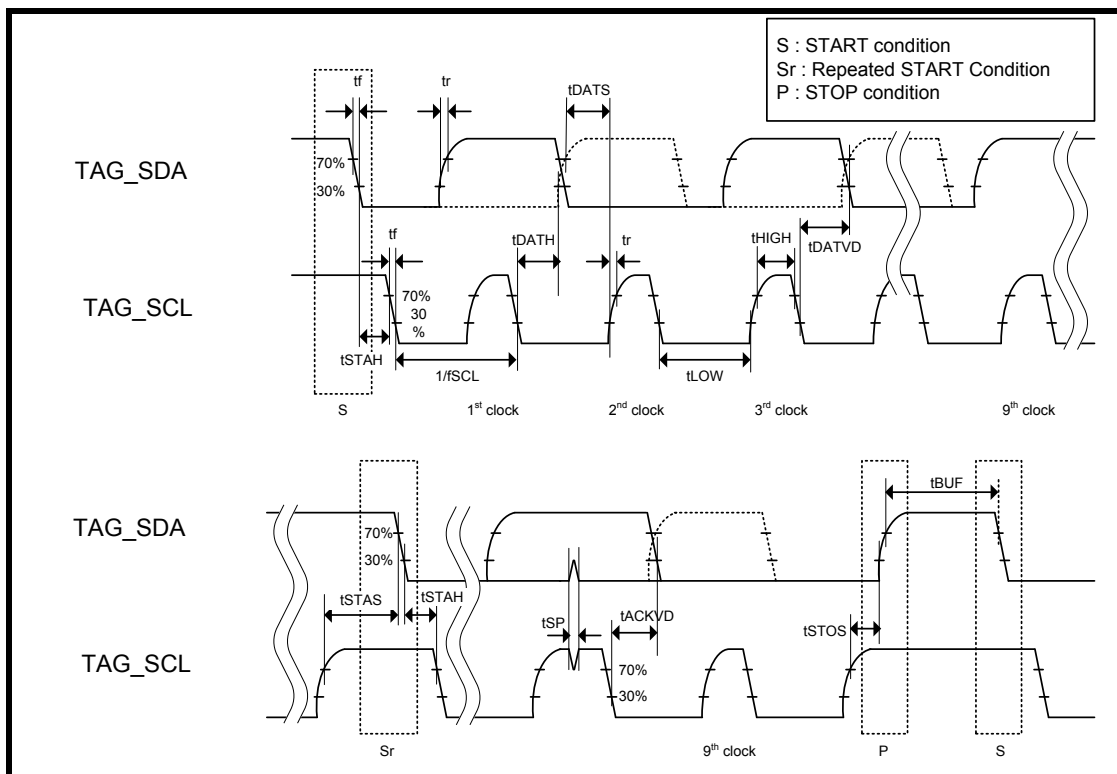 S : START condition
Sr : Repeated START Condition
P : STOP condition
tf
tr
tDATS
TAG_SDA
70%
30%
tf
tDATH
tr
tHIGH
tDATVD
TAG_SCL
70%
30
%
tSTAH
1/fSCL
tLOW
S
1st clock
2nd clock
3rd clock
9th clock
tBUF
TAG_SDA
70%
30%
tSTAS
tSTAH
tSP
tACKVD
tSTOS
TAG_SCL
70%
30%
Sr
9th clock
P
S